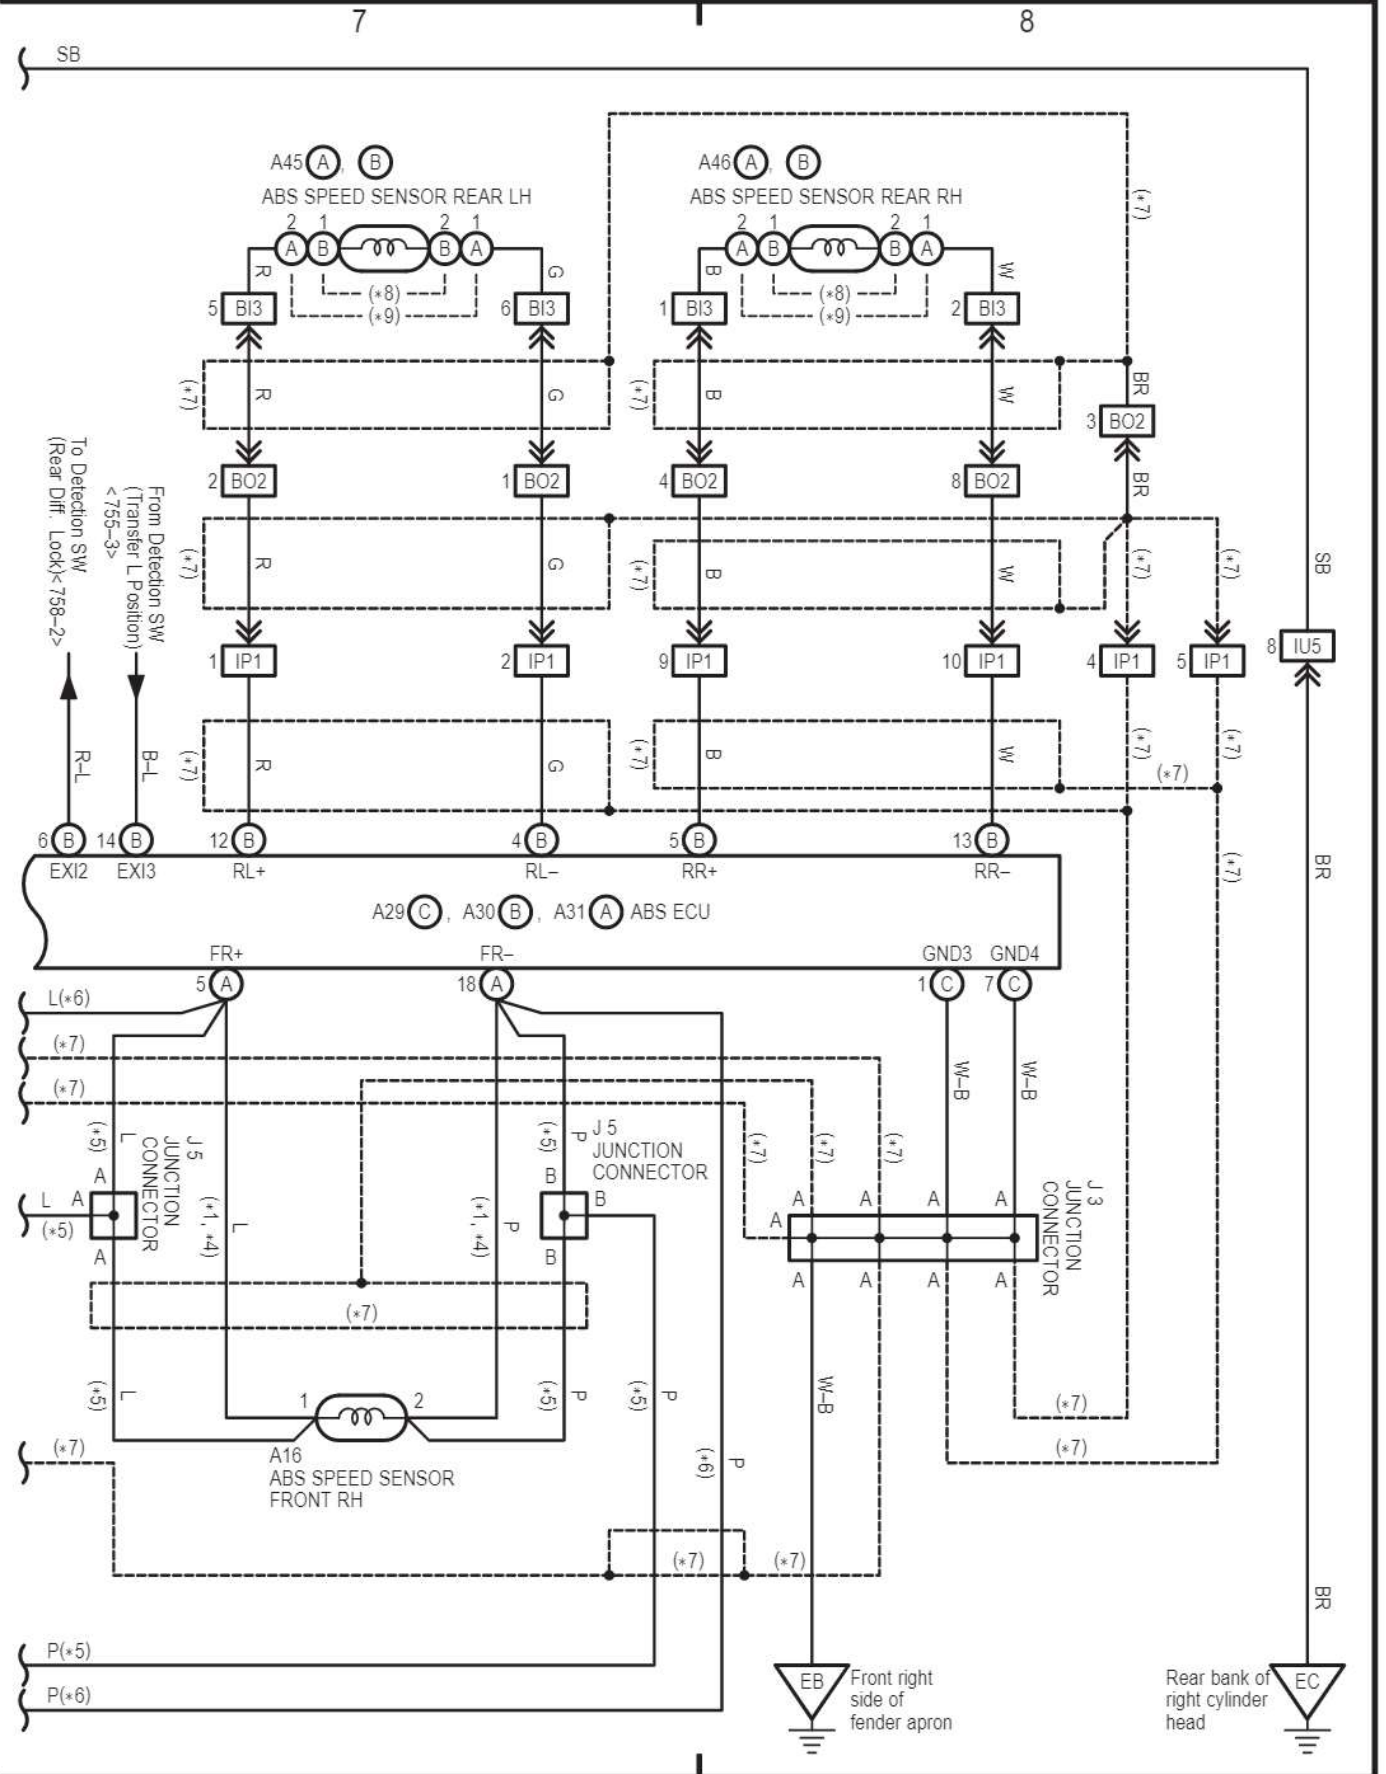 7
8
SB
A45 A, B
ABS SPEED SENSOR REAR LH
A46 A, B
ABS SPEED SENSOR REAR RH
(*7)
2 1 2 1
A B B A
2 1 2 1
A B B A
R
(*8)
(*9)
G
B
(*8)
(*9)
W
5 BI3
6 BI3
1 BI3
2 BI3
(*7)
R
G
(*7)
B
W
BR
3 BO2
2 BO2
1 BO2
4 BO2
8 BO2
BR
To Detection SW
(Rear Diff. Lock)<758–2>
From Detection SW
(Transfer L Position)
<755–3>
(*7)
R
G
(*7)
B
W
(*7)
(*7)
SB
1 IP1
2 IP1
9 IP1
10 IP1
4 IP1
5 IP1
8 IU5
R–L
B–L
(*7)
R
G
(*7)
B
W
(*7)
(*7)
(*7)
6 B
14 B
12 B
4 B
5 B
13 B
EXI2
EXI3
RL+
RL–
RR+
RR–
(*7)
BR
A29 C, A30 B, A31 A ABS ECU
FR+
FR–
GND3
GND4
5 A
18 A
1 C
7 C
L(*6)
(*7)
(*7)
W–B
W–B
(*5)
L
J 5
JUNCTION
CONNECTOR
(*5)
P
J 5
JUNCTION
CONNECTOR
(*7)
(*7)
(*7)
A
B
L A
(*5)
(*1, *4)
L
(*1, *4)
P
B
A
B
A A A A
A
J 3
JUNCTION
CONNECTOR
A A A A
(*7)
(*5)
L
1
2
(*5)
P
(*5)
P
W–B
(*7)
(*7)
(*7)
A16
ABS SPEED SENSOR
FRONT RH
(*6)
P
(*7)
(*7)
BR
P(*5)
P(*6)
EB
Front right
side of
fender apron
Rear bank of
right cylinder
head
EC